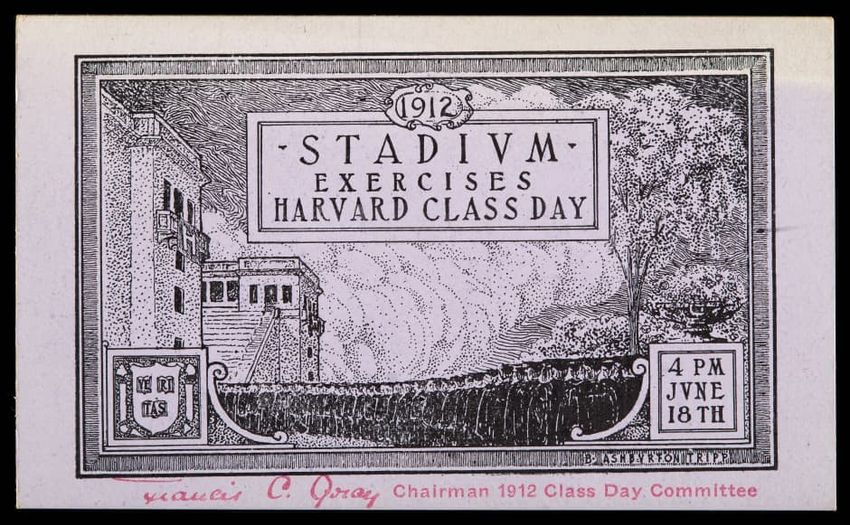 1912
· STADIVM ·
EXERCISES
HARVARD CLASS DAY
VE RI
TAS
4 PM
JVNE
18TH
B. ASHBVRTON TRIPP
Francis C. Gray Chairman 1912 Class Day Committee